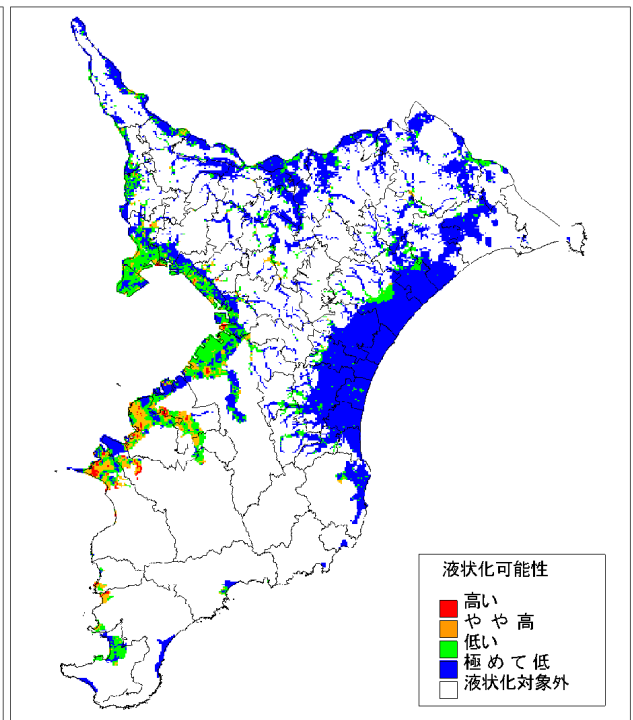 液状化可能性
高い
や や 高
低い
極 め て 低
液状化対象外